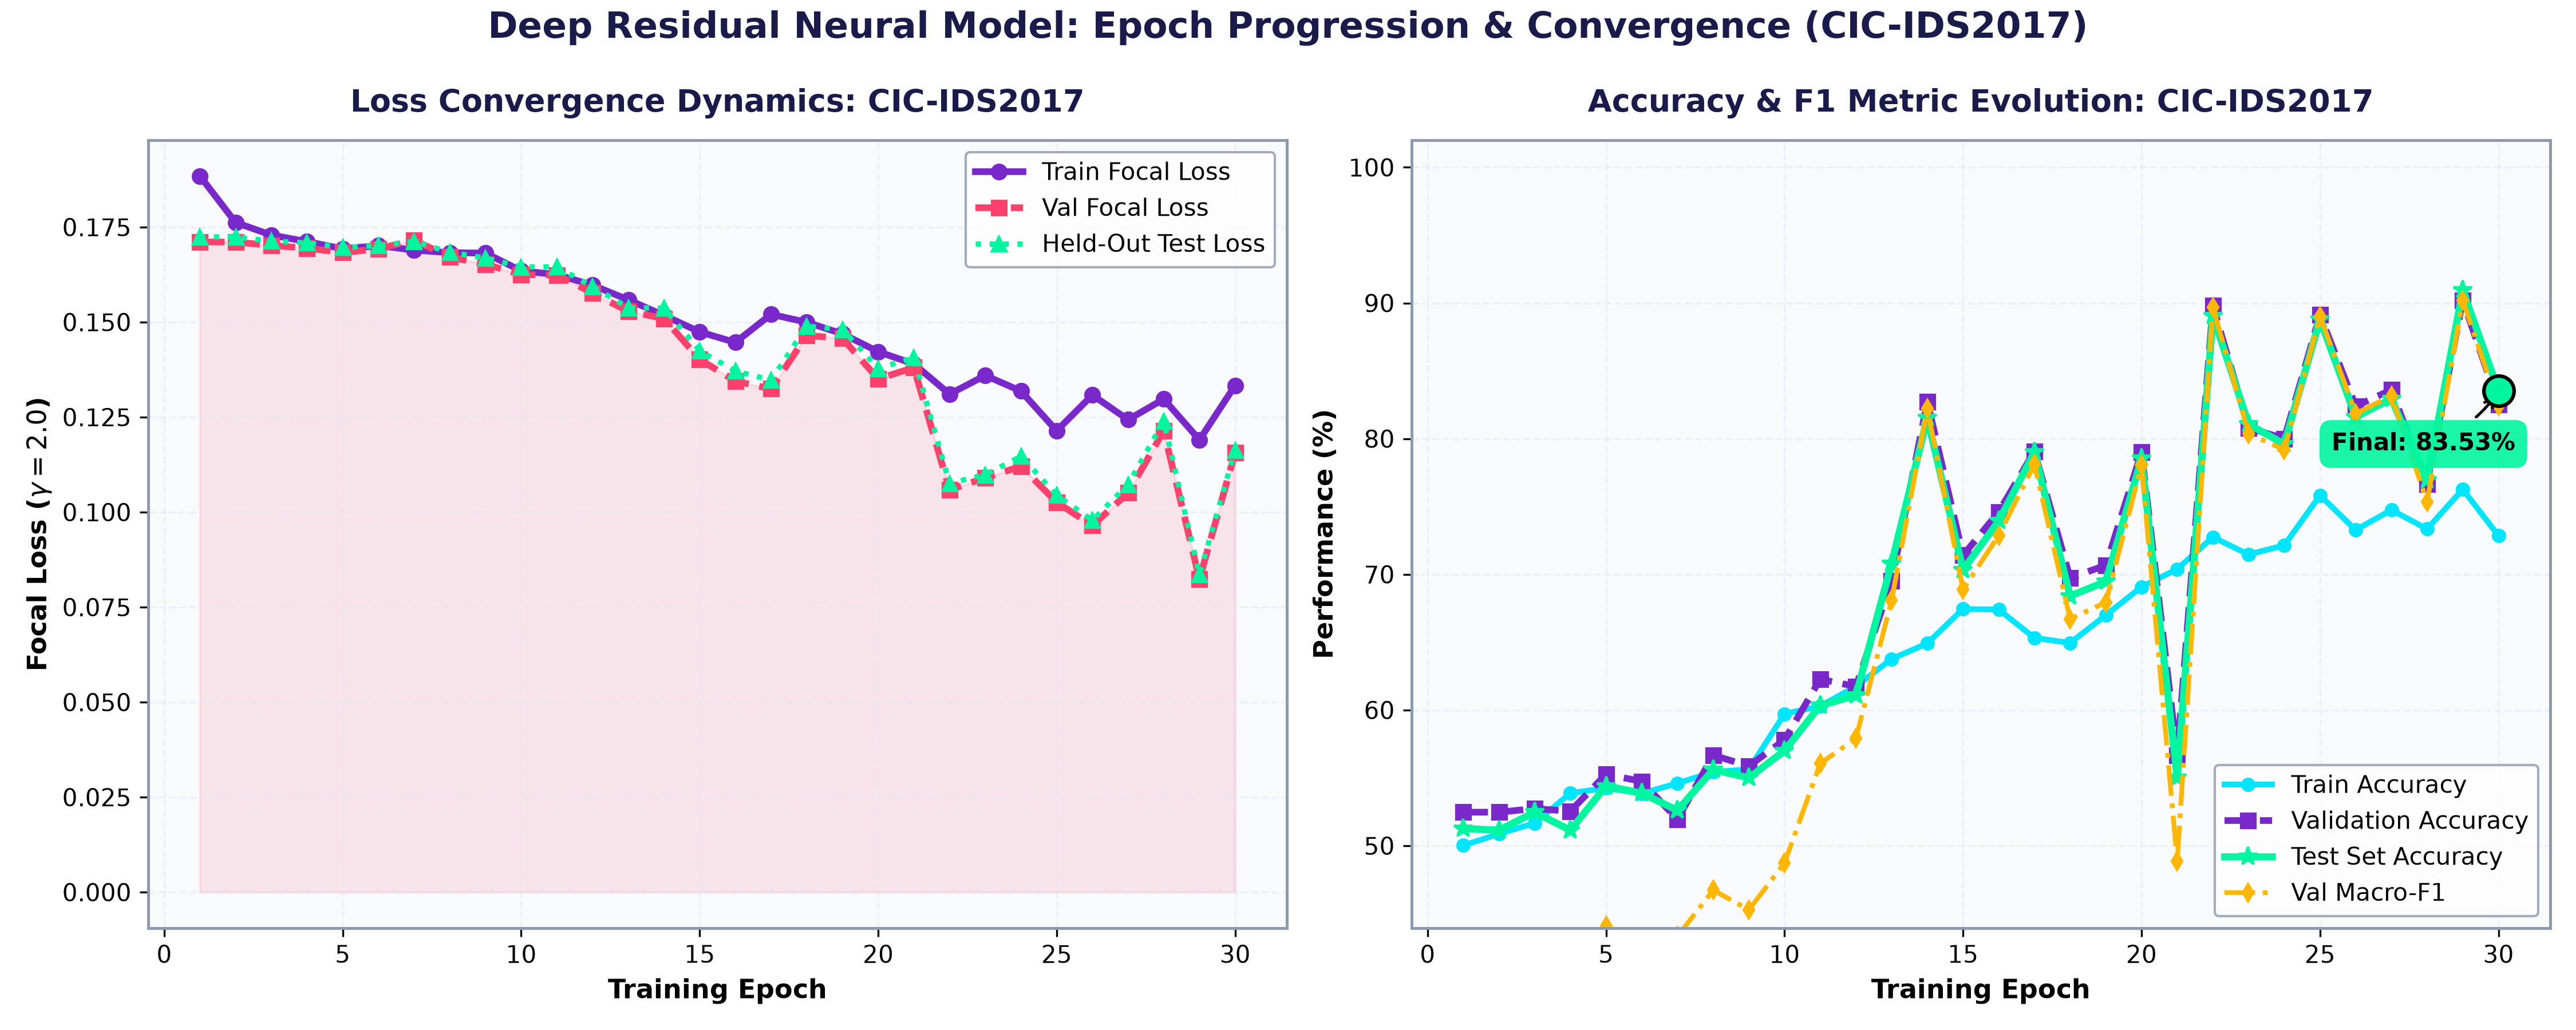 Deep Residual Neural Model: Epoch Progression & Convergence (CIC-IDS2017)
Loss Convergence Dynamics: CIC-IDS2017
Focal Loss (γ = 2.0)
0.175
0.150
0.125
0.100
0.075
0.050
0.025
0.000
Train Focal Loss
Val Focal Loss
Held-Out Test Loss
0 5 10 15 20 25 30
Training Epoch
Accuracy & F1 Metric Evolution: CIC-IDS2017
Performance (%)
100
90
80
70
60
50
Final: 83.53%
Train Accuracy
Validation Accuracy
Test Set Accuracy
Val Macro-F1
0 5 10 15 20 25 30
Training Epoch